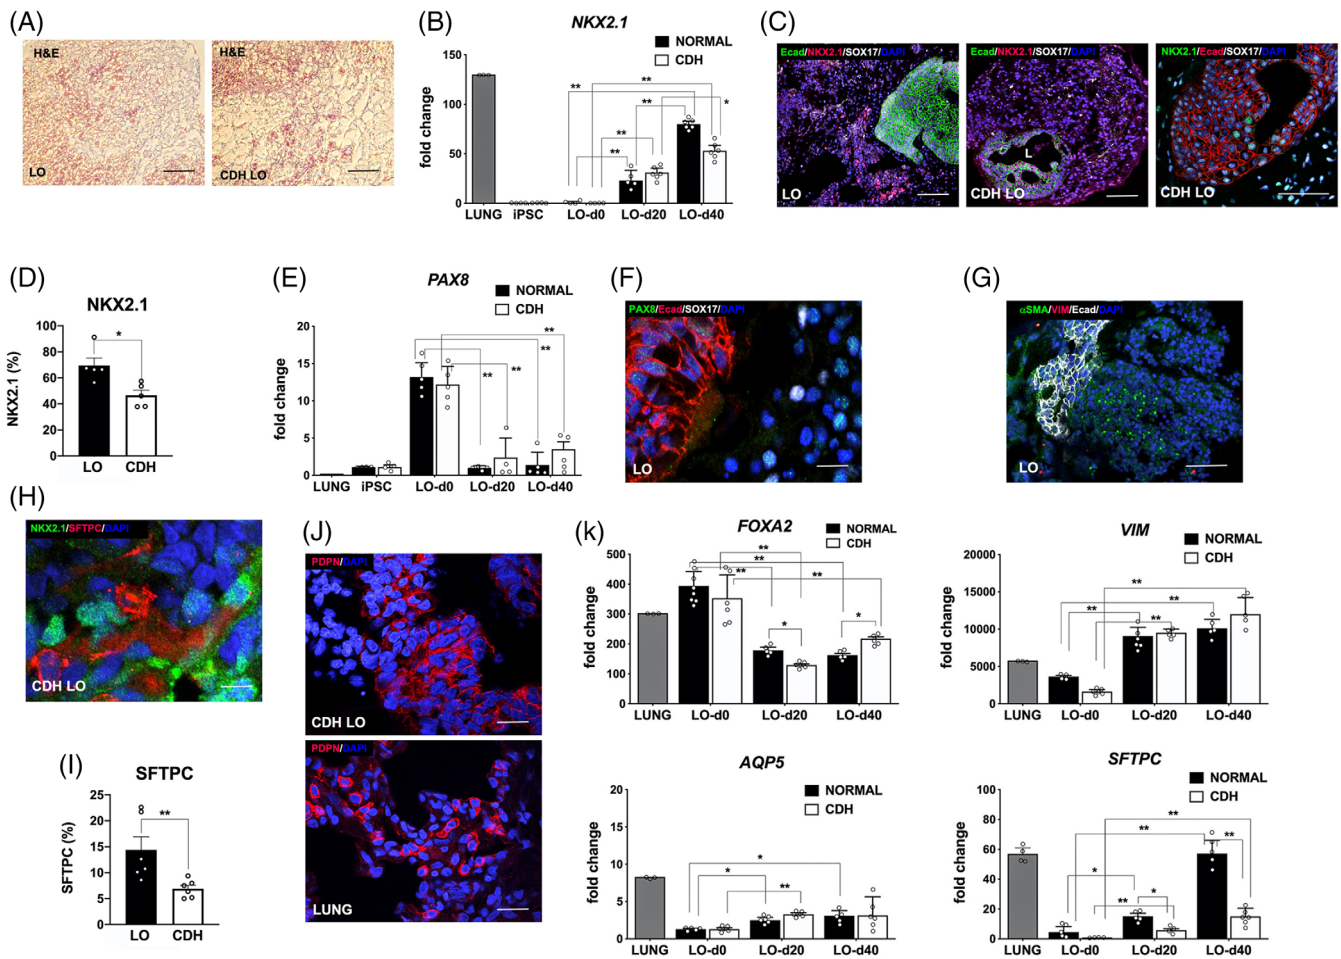 (A)
H&E
LO
H&E
CDH LO
(B)
NKX2.1
NORMAL
CDH
fold change
150
100
50
0
**
**
**
*
**
**
LUNG iPSC LO-d0 LO-d20 LO-d40
(C)
Ecad/NKX2.1/SOX17/DAPI
LO
Ecad/NKX2.1/SOX17/DAPI
L
CDH LO
NKX2.1/Ecad/SOX17/DAPI
CDH LO
(D)
NKX2.1
NKX2.1 (%)
100
80
60
40
20
0
*
LO CDH
(E)
PAX8
NORMAL
CDH
fold change
20
15
10
5
0
**
**
**
**
LUNG iPSC LO-d0 LO-d20 LO-d40
(F)
PAX8/Ecad/SOX17/DAPI
LO
(G)
αSMA/VIM/Ecad/DAPI
LO
(H)
NKX2.1/SFTPC/DAPI
CDH LO
(I)
SFTPC
SFTPC (%)
25
20
15
10
5
0
**
LO CDH
(J)
PDPN/DAPI
CDH LO
PDPN/DAPI
LUNG
(k)
FOXA2
NORMAL
CDH
fold change
500
400
300
200
100
0
**
**
**
**
*
*
LUNG LO-d0 LO-d20 LO-d40
VIM
NORMAL
CDH
fold change
20000
15000
10000
5000
0
**
**
**
**
LUNG LO-d0 LO-d20 LO-d40
AQP5
NORMAL
CDH
fold change
20
15
10
5
0
*
*
**
LUNG LO-d0 LO-d20 LO-d40
SFTPC
NORMAL
CDH
fold change
80
60
40
20
0
**
**
**
*
*
**
LUNG LO-d0 LO-d20 LO-d40